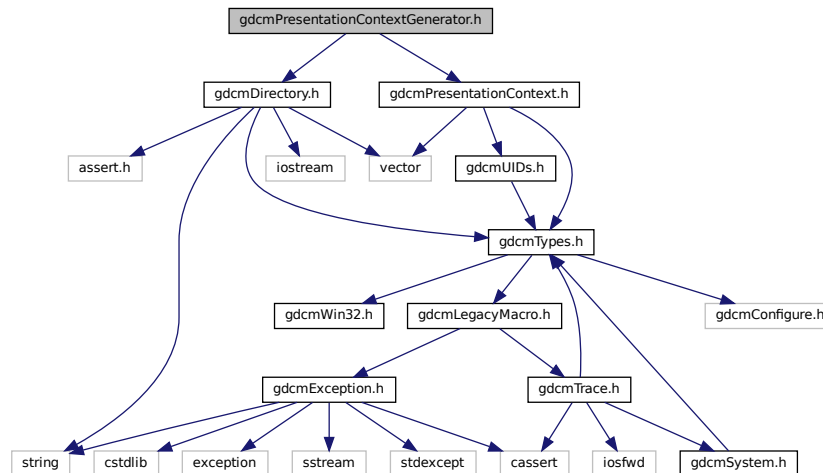 gdcmPresentationContextGenerator.h
gdcmDirectory.h
gdcmPresentationContext.h
assert.h
iostream
vector
gdcmUIDs.h
gdcmTypes.h
gdcmWin32.h
gdcmLegacyMacro.h
gdcmConfigure.h
gdcmException.h
gdcmTrace.h
string
cstdlib
exception
sstream
stdexcept
cassert
iosfwd
gdcmSystem.h